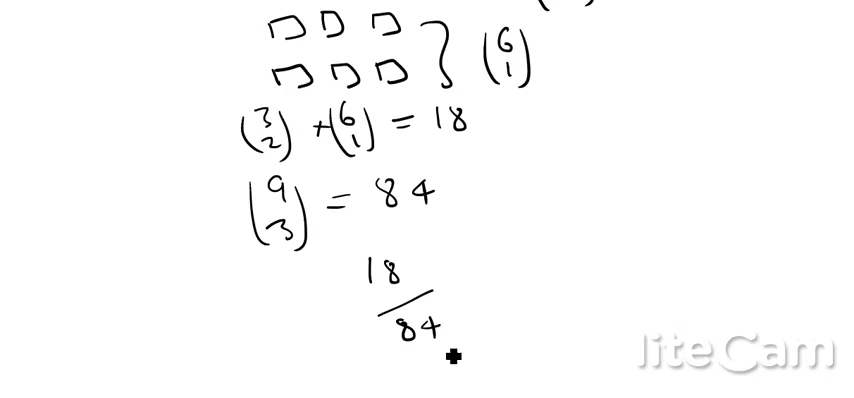 (6 1)
(3 2) + (6 1) = 18
(9 3) = 84
18
84
liteCam